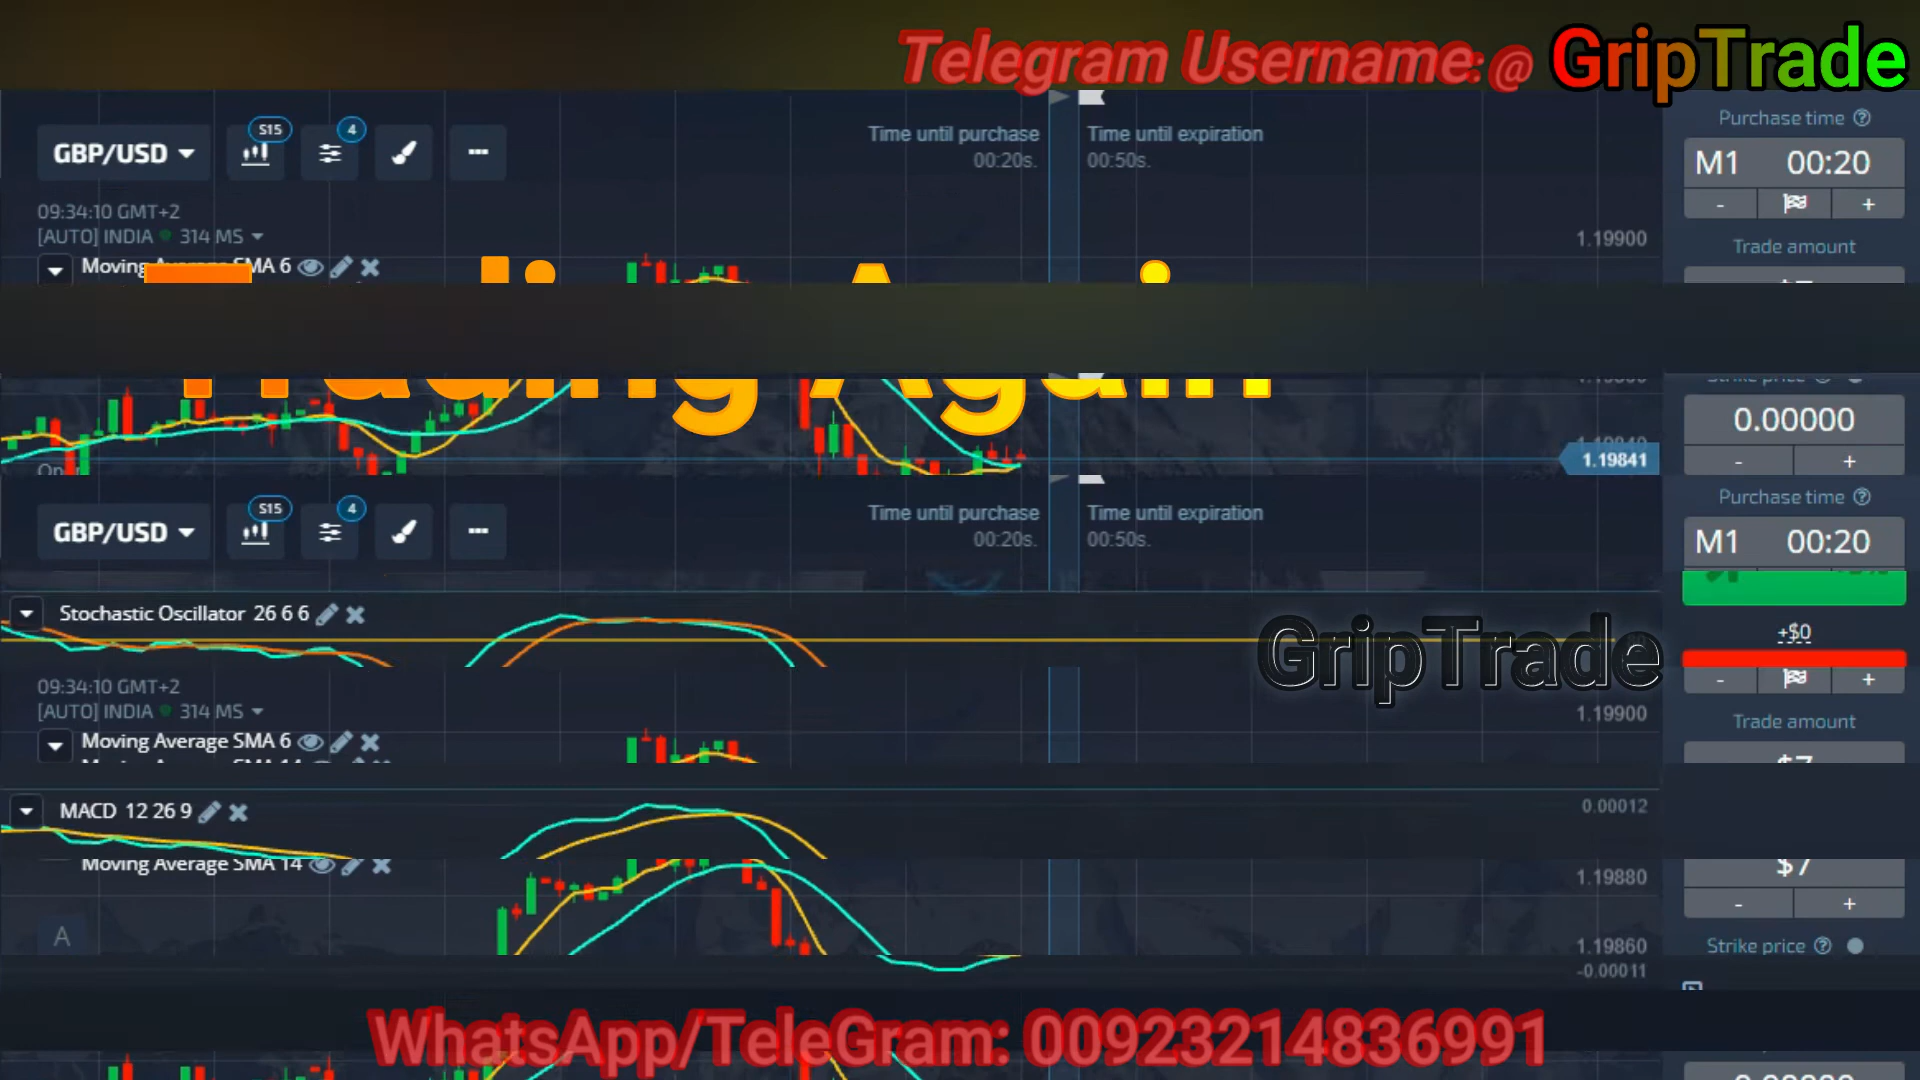 Telegram Username:@ GripTrade
Purchase time
GBP/USD
S15
4
Time until purchase
00:20s.
Time until expiration
00:50s.
M1 00:20
- +
09:34:10 GMT+2
[AUTO] INDIA 314 MS
1.19900
Trade amount
Moving MA 6
Trading Again
0.00000
1.19841
- +
Purchase time
GBP/USD
S15
4
Time until purchase
00:20s.
Time until expiration
00:50s.
M1 00:20
Stochastic Oscillator 26 6 6
+$0
GripTrade
- +
09:34:10 GMT+2
[AUTO] INDIA 314 MS
1.19900
Trade amount
Moving Average SMA 6
$7
MACD 12 26 9
0.00012
Moving Average SMA 14
$7
1.19880
- +
A
1.19860
Strike price
-0.00011
WhatsApp/TeleGram: 00923214836991